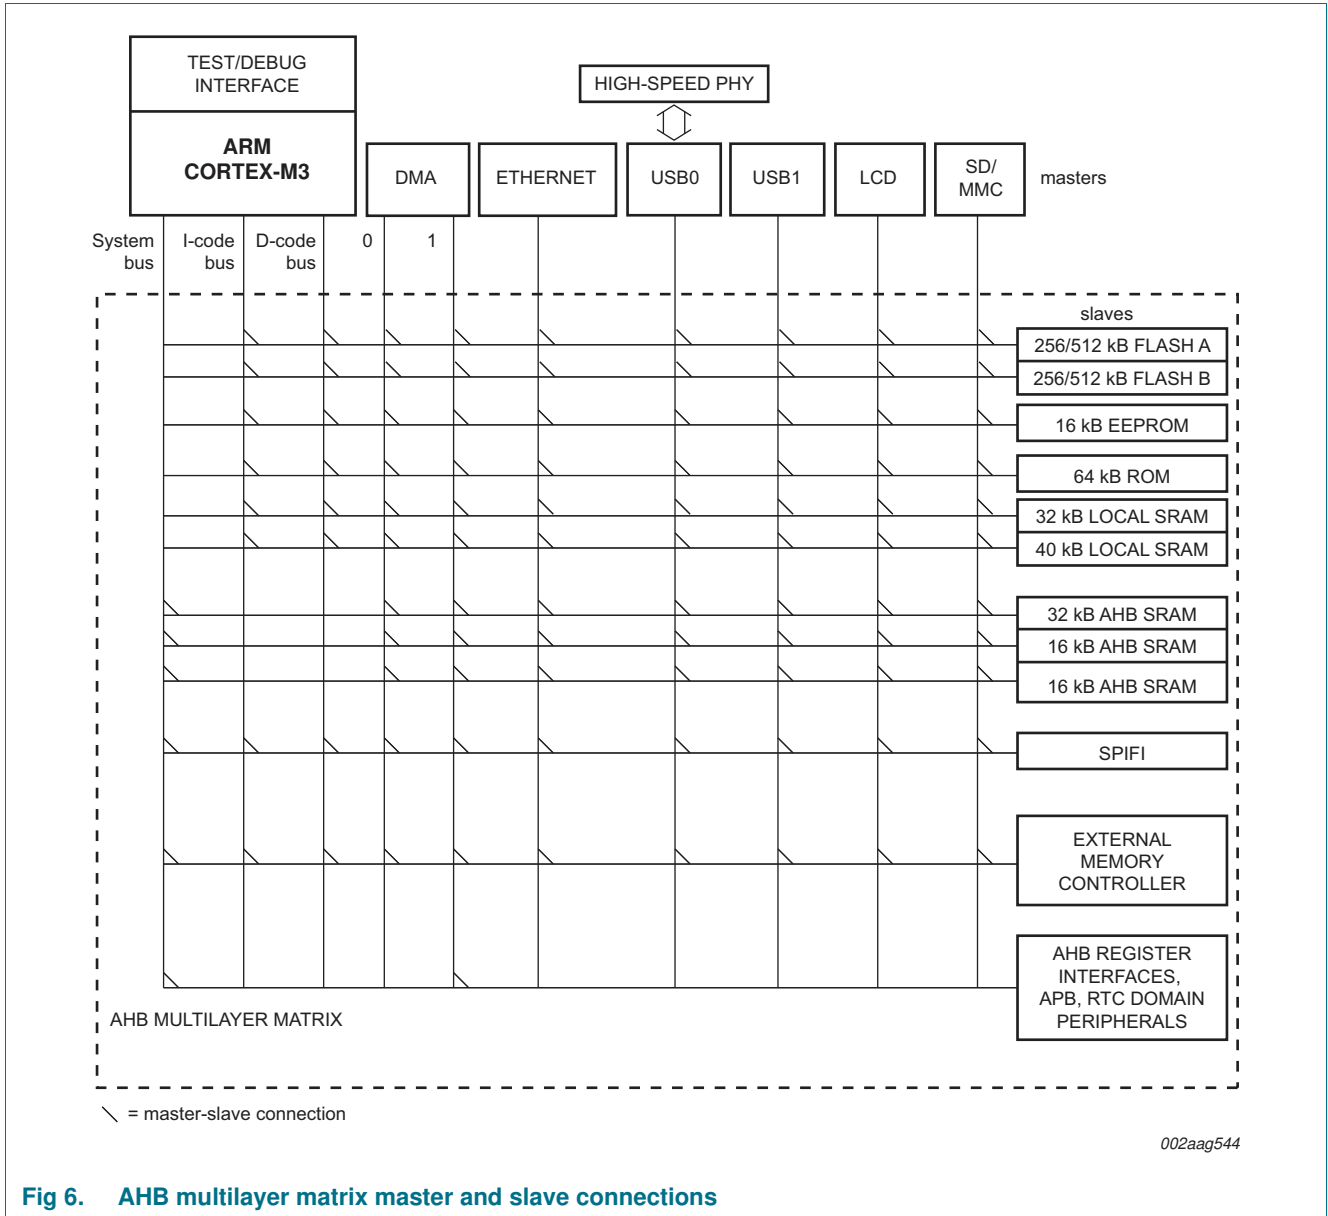 TEST/DEBUG
INTERFACE
ARM
CORTEX-M3
HIGH-SPEED PHY
DMA
ETHERNET
USB0
USB1
LCD
SD/
MMC
masters
System
bus
I-code
bus
D-code
bus
0
1
slaves
256/512 kB FLASH A
256/512 kB FLASH B
16 kB EEPROM
64 kB ROM
32 kB LOCAL SRAM
40 kB LOCAL SRAM
32 kB AHB SRAM
16 kB AHB SRAM
16 kB AHB SRAM
SPIFI
EXTERNAL
MEMORY
CONTROLLER
AHB REGISTER
INTERFACES,
APB, RTC DOMAIN
PERIPHERALS
AHB MULTILAYER MATRIX
= master-slave connection
002aag544
Fig 6. AHB multilayer matrix master and slave connections